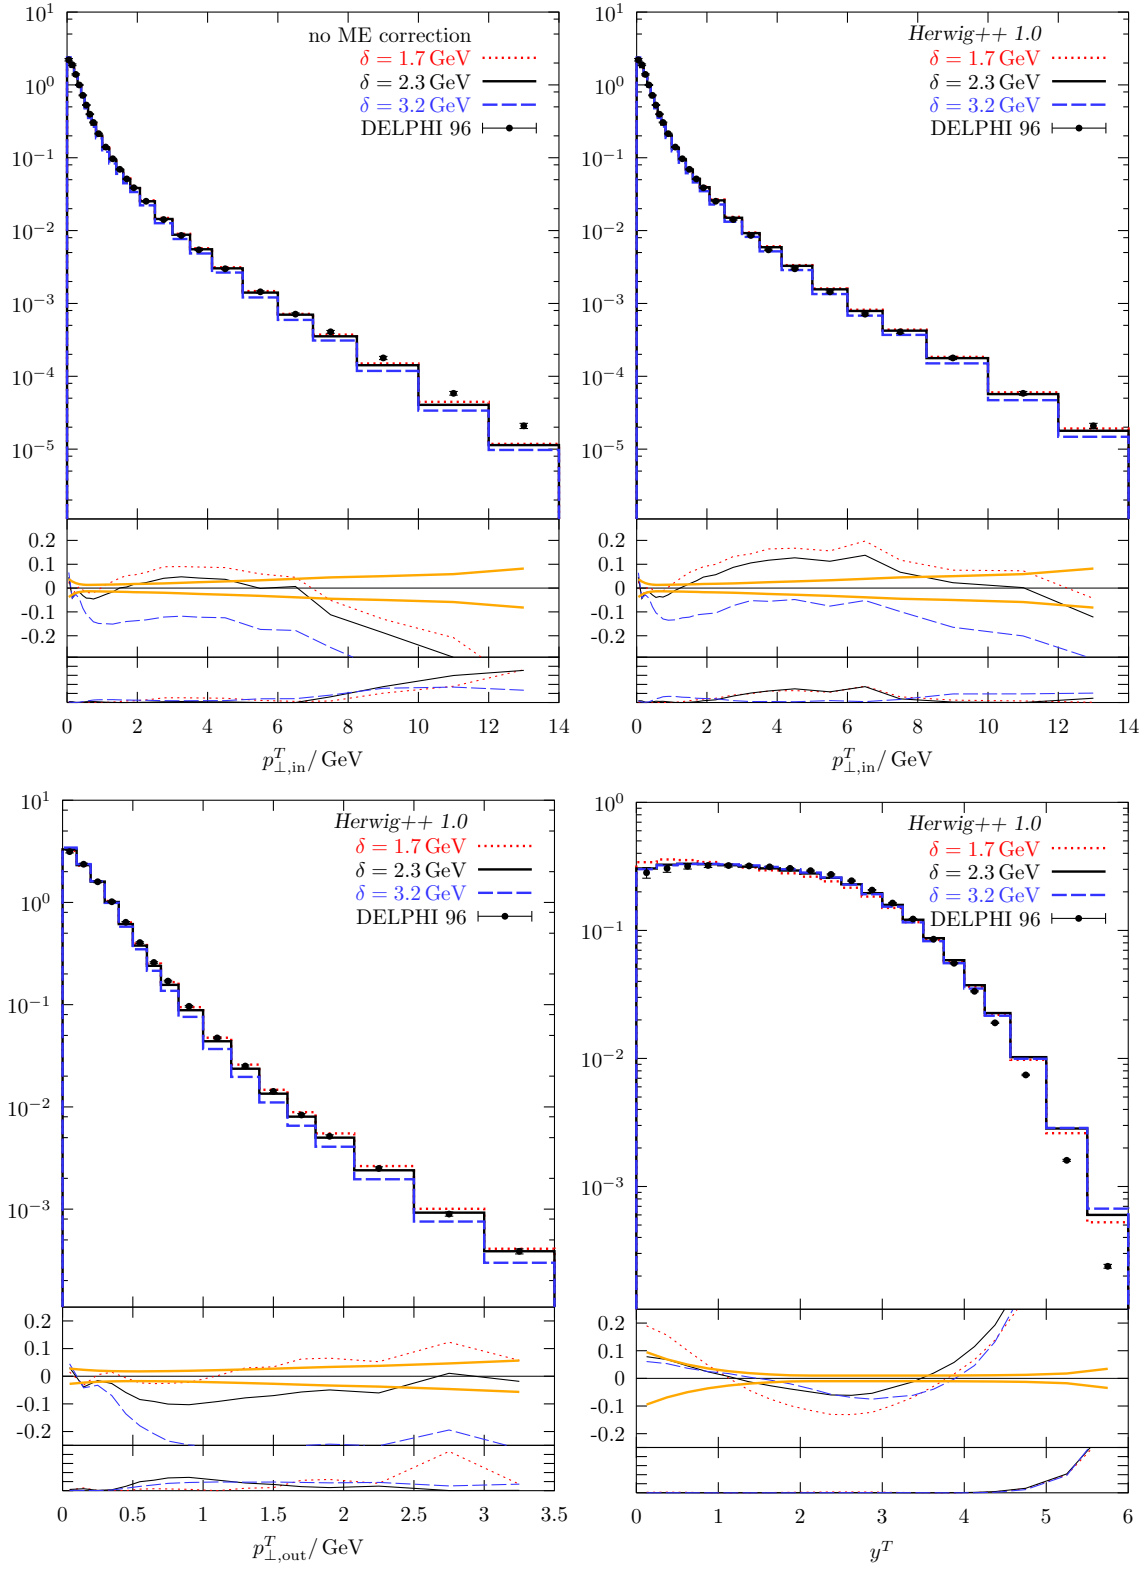 no ME correction
δ = 1.7 GeV
δ = 2.3 GeV
δ = 3.2 GeV
DELPHI 96
10^1
10^0
10^−1
10^−2
10^−3
10^−4
10^−5
0.2
0.1
0
-0.1
-0.2
0 2 4 6 8 10 12 14
p^T_⊥,in / GeV
Herwig++ 1.0
δ = 1.7 GeV
δ = 2.3 GeV
δ = 3.2 GeV
DELPHI 96
10^1
10^0
10^−1
10^−2
10^−3
10^−4
10^−5
0.2
0.1
0
-0.1
-0.2
0 2 4 6 8 10 12 14
p^T_⊥,in / GeV
Herwig++ 1.0
δ = 1.7 GeV
δ = 2.3 GeV
δ = 3.2 GeV
DELPHI 96
10^1
10^0
10^−1
10^−2
10^−3
0.2
0.1
0
-0.1
-0.2
0 0.5 1 1.5 2 2.5 3 3.5
p^T_⊥,out / GeV
Herwig++ 1.0
δ = 1.7 GeV
δ = 2.3 GeV
δ = 3.2 GeV
DELPHI 96
10^0
10^−1
10^−2
10^−3
0.2
0.1
0
-0.1
-0.2
0 1 2 3 4 5 6
y^T